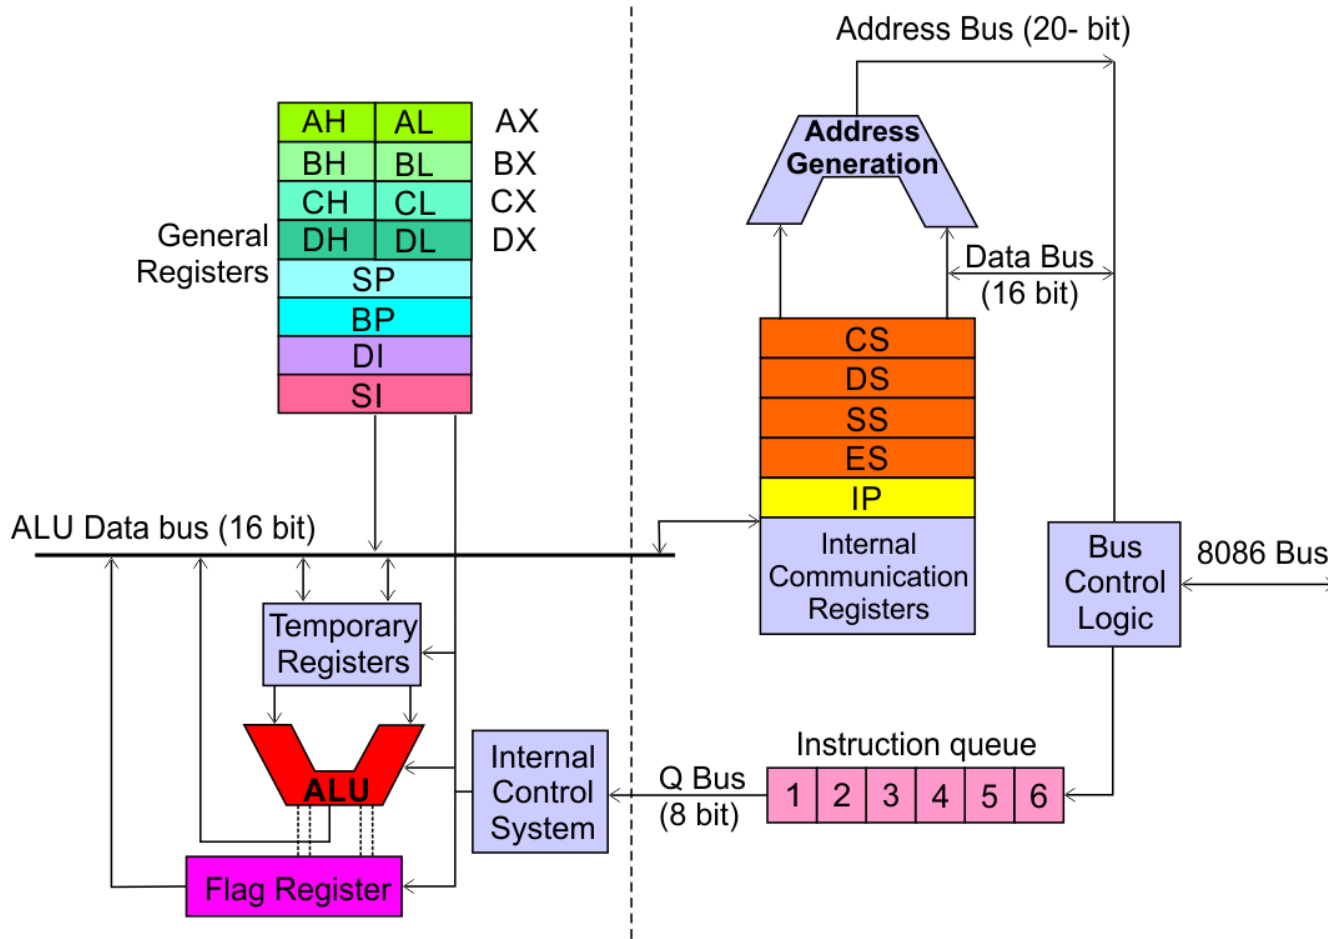 Address Bus (20- bit)
AH AL AX
BH BL BX
CH CL CX
DH DL DX
General
Registers
SP
BP
DI
SI
Address
Generation
Data Bus
(16 bit)
CS
DS
SS
ES
IP
Internal
Communication
Registers
Bus
Control
Logic
8086 Bus
ALU Data bus (16 bit)
Temporary
Registers
ALU
Flag Register
Internal
Control
System
Q Bus
(8 bit)
Instruction queue
1 2 3 4 5 6